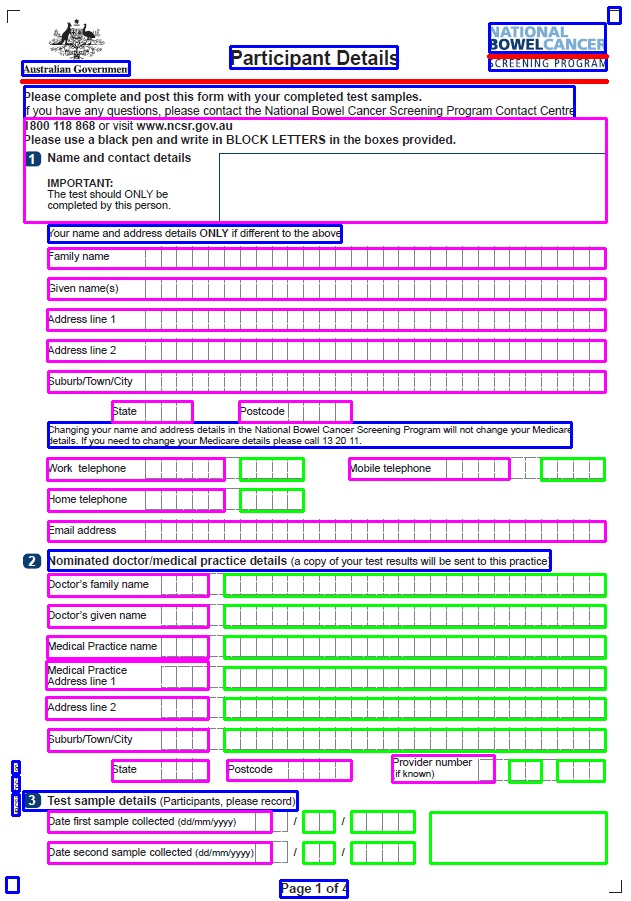 Australian Government
Participant Details
NATIONAL
BOWELCANCER
SCREENING PROGRAM
Please complete and post this form with your completed test samples.
If you have any questions, please contact the National Bowel Cancer Screening Program Contact Centre
1800 118 868 or visit www.ncsr.gov.au
Please use a black pen and write in BLOCK LETTERS in the boxes provided.
1 Name and contact details
IMPORTANT:
The test should ONLY be
completed by this person.
Your name and address details ONLY if different to the above
Family name
Given name(s)
Address line 1
Address line 2
Suburb/Town/City
State Postcode
Changing your name and address details in the National Bowel Cancer Screening Program will not change your Medicare
details. If you need to change your Medicare details please call 13 20 11.
Work telephone Mobile telephone
Home telephone
Email address
2 Nominated doctor/medical practice details (a copy of your test results will be sent to this practice)
Doctor's family name
Doctor's given name
Medical Practice name
Medical Practice
Address line 1
Address line 2
Suburb/Town/City
State Postcode Provider number
(if known)
3 Test sample details (Participants, please record)
Date first sample collected (dd/mm/yyyy) / /
Date second sample collected (dd/mm/yyyy) / /
Page 1 of 4